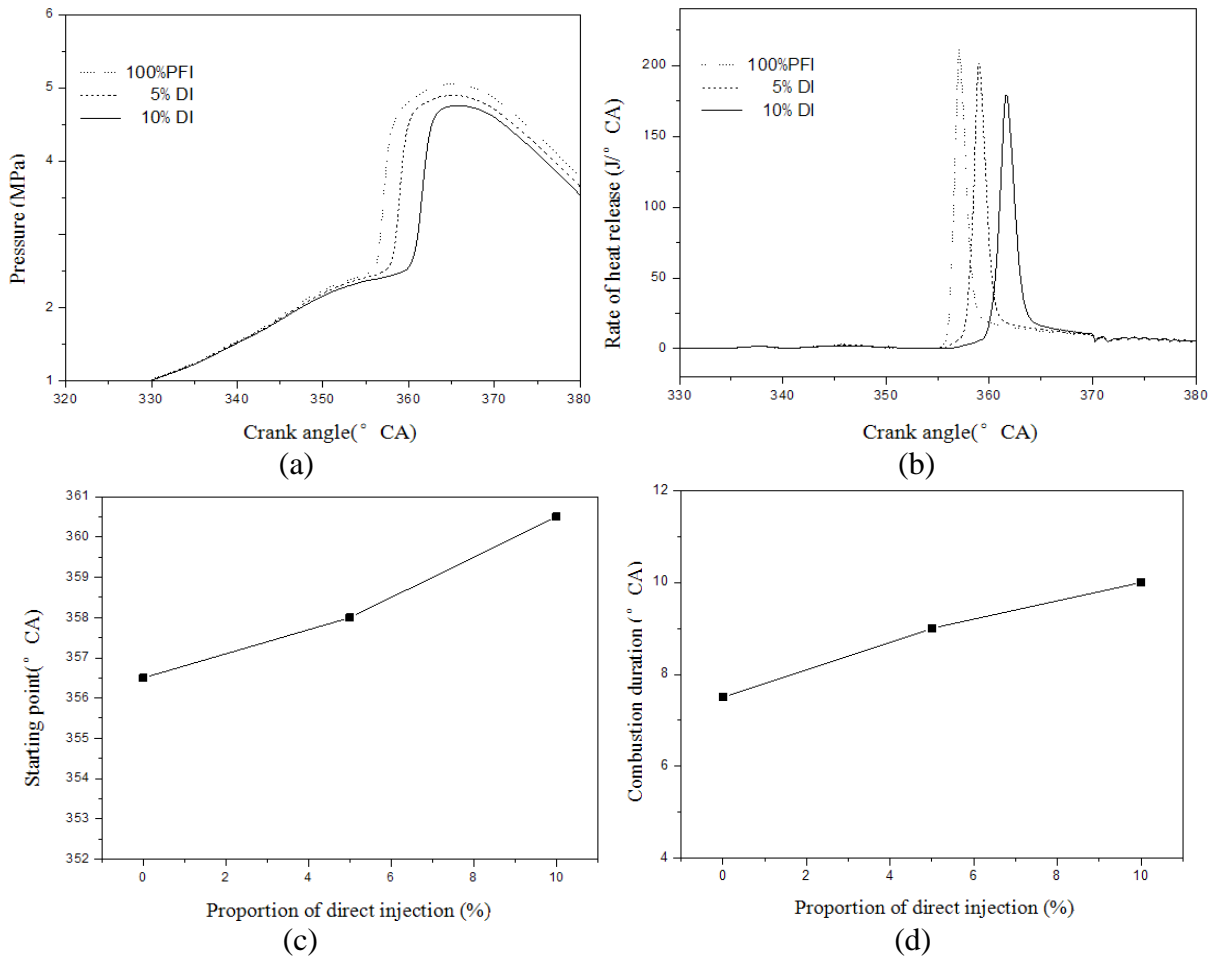 6
5
4
2
1
Pressure (MPa)
100%PFI
5% DI
10% DI
320 330 340 350 360 370 380
Crank angle(° CA)
(a)
200
150
100
50
0
Rate of heat release (J/° CA)
100%PFI
5% DI
10% DI
330 340 350 360 370 380
Crank angle(° CA)
(b)
361
360
359
358
357
356
355
354
353
352
Starting point(° CA)
0 2 4 6 8 10
Proportion of direct injection (%)
(c)
12
10
8
6
4
Combustion duration (° CA)
0 2 4 6 8 10
Proportion of direct injection (%)
(d)